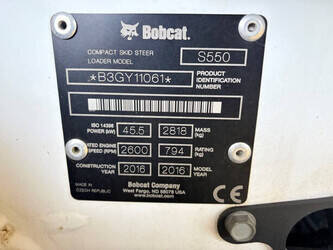 Bobcat.
COMPACT SKID STEER
LOADER MODEL
S550
*B3GY11061*
PRODUCT
IDENTIFICATION
NUMBER
ISO 14396
POWER (kW)
45.5
2818
MASS
(kg)
RATED ENGINE
SPEED (RPM)
2600
794
RATING
(kg)
CONSTRUCTION
YEAR
2016
2016
MODEL
YEAR
MADE IN
CZECH REPUBLIC
Bobcat Company
West Fargo, ND 58078 USA
www.bobcat.com
CE